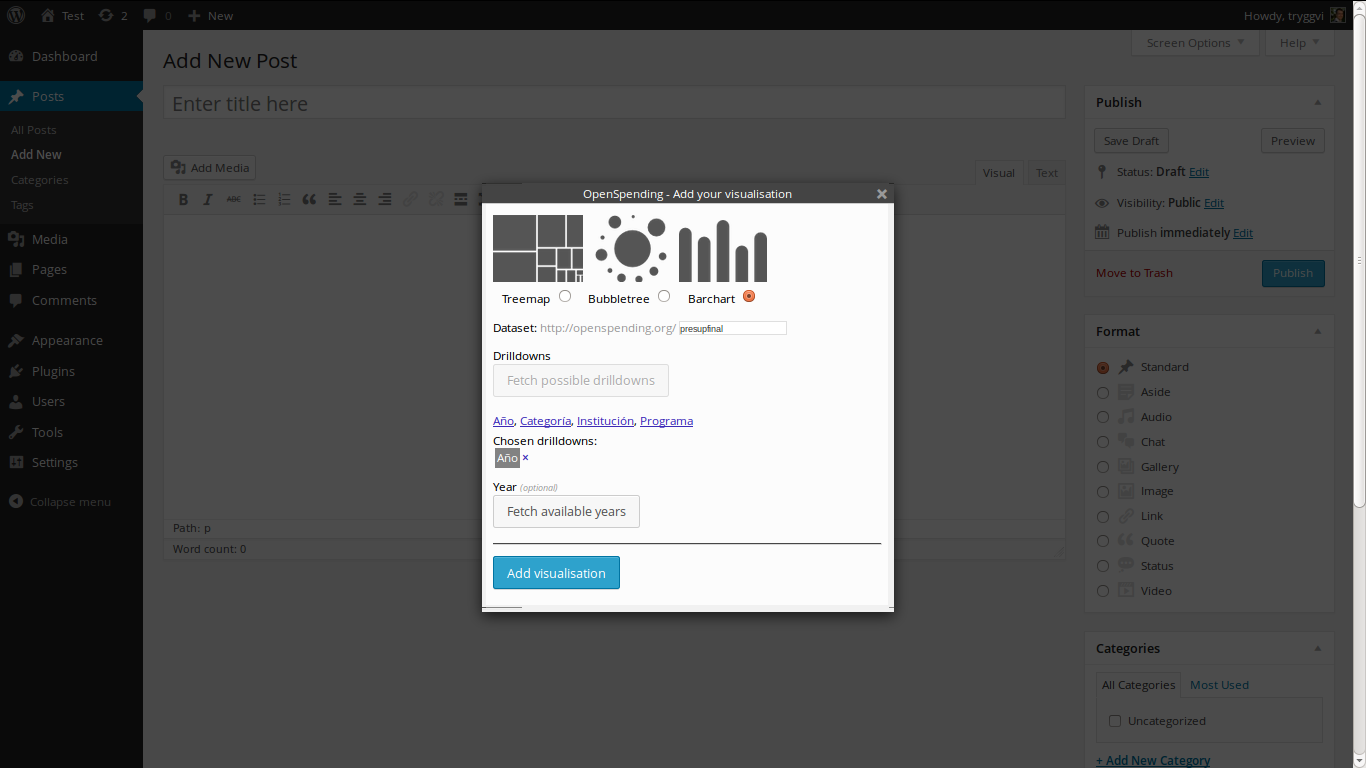 Test 2 0 New Howdy, tryggvi
Screen Options Help
Dashboard
Posts
All Posts
Add New
Categories
Tags
Media
Pages
Comments
Appearance
Plugins
Users
Tools
Settings
Collapse menu
Add New Post
Enter title here
Add Media
Visual Text
B I ABC
Path: p
Word count: 0
OpenSpending - Add your visualisation
Treemap Bubbletree Barchart
Dataset: http://openspending.org/ presupfinal
Drilldowns
Fetch possible drilldowns
Año, Categoría, Institución, Programa
Chosen drilldowns:
Año ×
Year (optional)
Fetch available years
Add visualisation
Publish
Save Draft Preview
Status: Draft Edit
Visibility: Public Edit
Publish immediately Edit
Move to Trash Publish
Format
Standard
Aside
Audio
Chat
Gallery
Image
Link
Quote
Status
Video
Categories
All Categories Most Used
Uncategorized
+ Add New Category